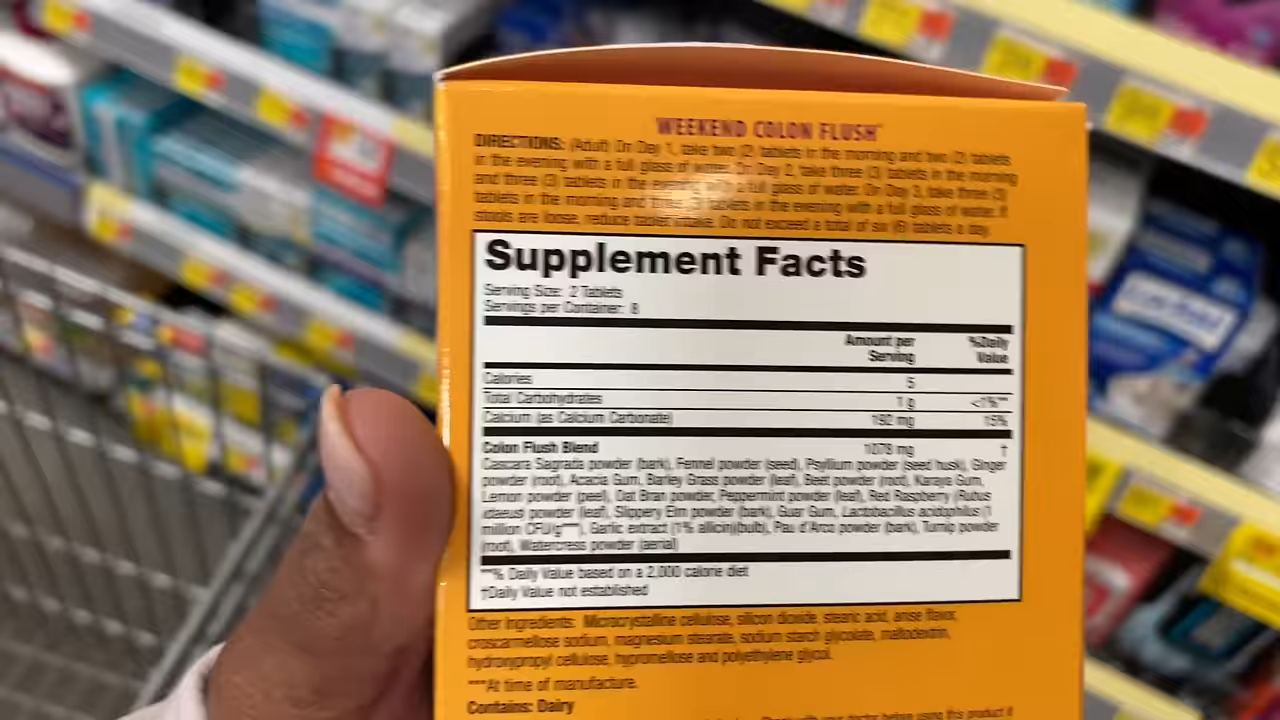 WEEKEND COLON FLUSH
DIRECTIONS: (Adult) On Day 1, take two (2) tablets in the morning and two (2) tablets
in the evening with a full glass of water. On Day 2, take three (3) tablets in the morning
and three (3) tablets in the evening with a full glass of water. On Day 3, take three (3)
tablets in the morning and three (3) tablets in the evening with a full glass of water. If
stools are loose, reduce tablet intake. Do not exceed a total of six (6) tablets a day.
Supplement Facts
Serving Size: 2 Tablets
Servings per Container: 8
Amount per Serving
%Daily Value
Calories 5
Total Carbohydrates 1 g <1%**
Calcium (as Calcium Carbonate) 192 mg 15%
Colon Flush Blend 1078 mg †
Cascara Sagrada powder (bark), Fennel powder (seed), Psyllium powder (seed husk), Ginger
powder (root), Acacia Gum, Barley Grass powder (leaf), Beet powder (root), Karaya Gum,
Lemon powder (peel), Oat Bran powder, Peppermint powder (leaf), Red Raspberry (Rubus
idaeus) powder (leaf), Slippery Elm powder (bark), Guar Gum, Lactobacillus acidophilus (1
million CFU/g***), Garlic extract (1% allicin)(bulb), Pau d'Arco powder (bark), Turnip powder
(root), Watercress powder (aerial)
**% Daily Value based on a 2,000 calorie diet
†Daily Value not established
Other Ingredients: Microcrystalline cellulose, silicon dioxide, stearic acid, anise flavor,
croscarmellose sodium, magnesium stearate, sodium starch glycolate, maltodextrin,
hydroxypropyl cellulose, hypromellose and polyethylene glycol.
***At time of manufacture.
Contains: Dairy
with your doctor before using this product if